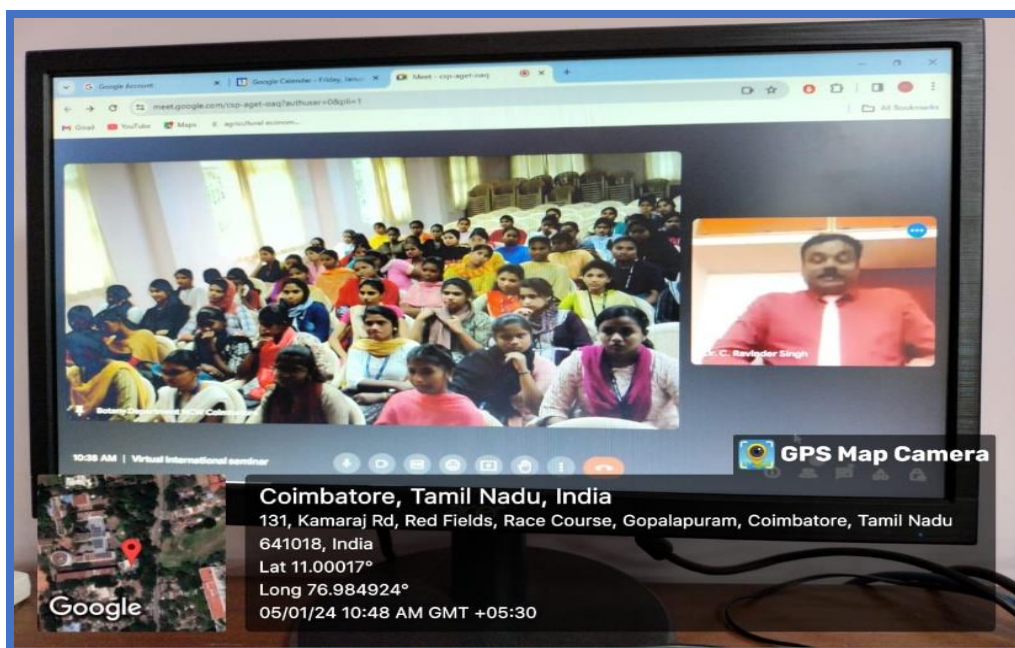 Google Account
Google Calendar - Friday, Janu
Meet - csp-aget-oaq
meet.google.com/csp-aget-oaq?authuser=0&pli=1
Gmail
YouTube
Maps
agricultural econom...
All Bookmarks
Dr. C. Ravinder Singh
Botany Department
Coimbatore
10:38 AM | Virtual International seminar
GPS Map Camera
Coimbatore, Tamil Nadu, India
131, Kamaraj Rd, Red Fields, Race Course, Gopalapuram, Coimbatore, Tamil Nadu
641018, India
Lat 11.00017°
Long 76.984924°
05/01/24 10:48 AM GMT +05:30
Google